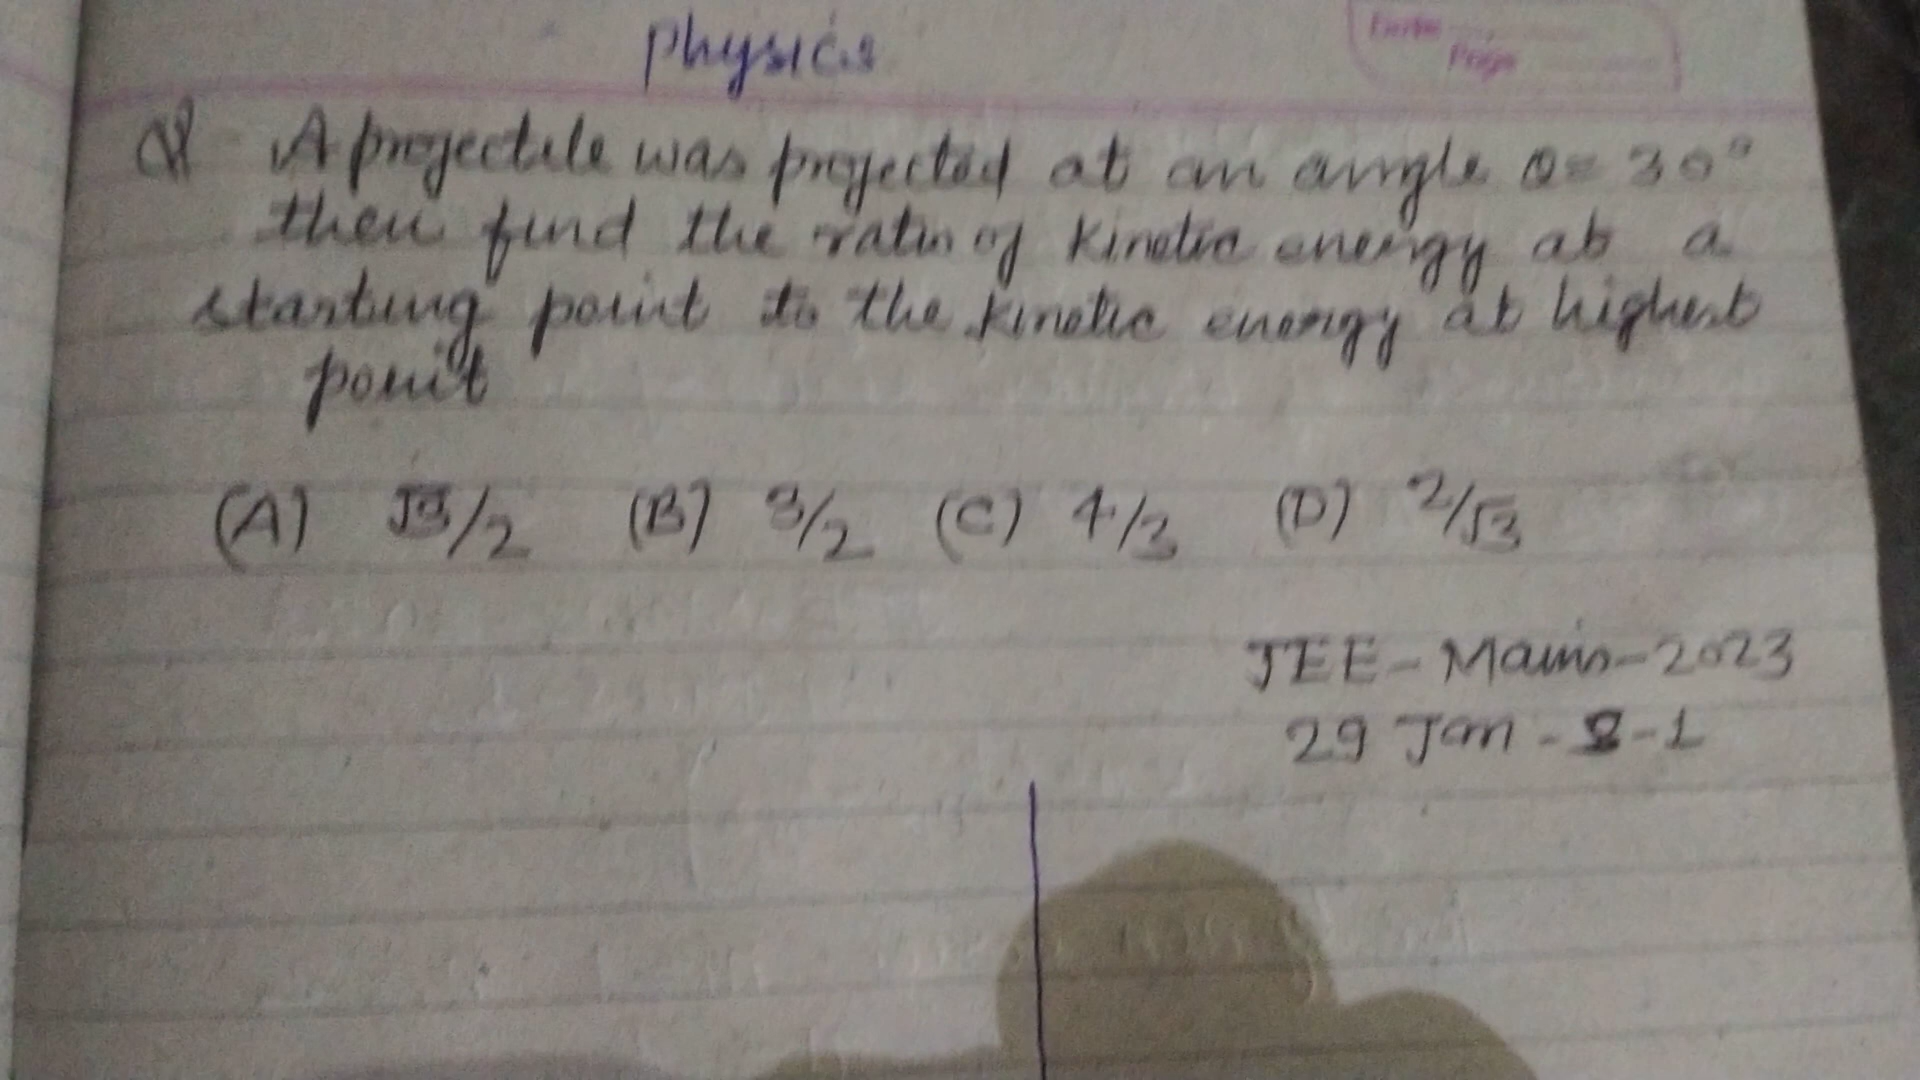 Physics
Date
Page
Q A projectile was projected at an angle θ= 30°
then find the ratio of kinetic energy at a
starting point to the kinetic energy at highest
point
(A) √3/2 (B) 3/2 (C) 4/3 (D) 2/√3
JEE-Mains-2023
29 Jan - S-1